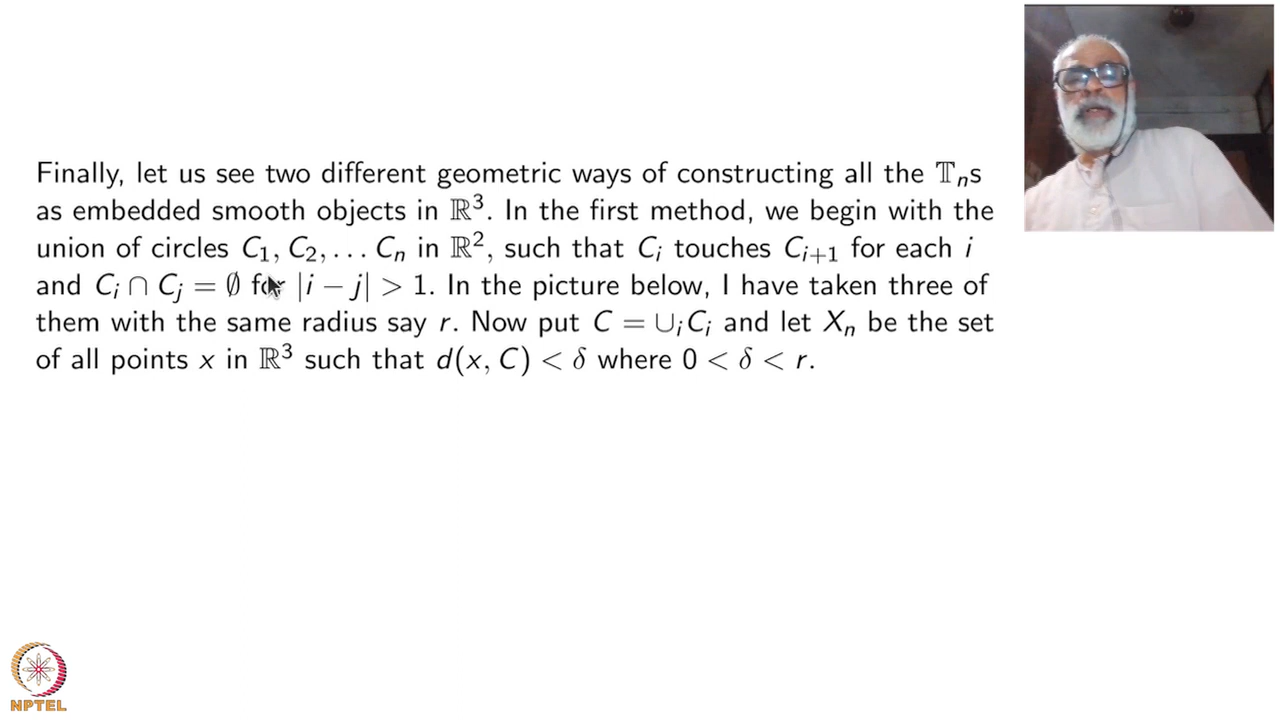 Finally, let us see two different geometric ways of constructing all the 𝕋ₙs
as embedded smooth objects in ℝ³. In the first method, we begin with the
union of circles C₁, C₂, . . . Cₙ in ℝ², such that Cᵢ touches Cᵢ₊₁ for each i
and Cᵢ ∩ Cⱼ = ∅ for |i − j| > 1. In the picture below, I have taken three of
them with the same radius say r. Now put C = ∪ᵢCᵢ and let Xₙ be the set
of all points x in ℝ³ such that d(x, C) < δ where 0 < δ < r.
NPTEL